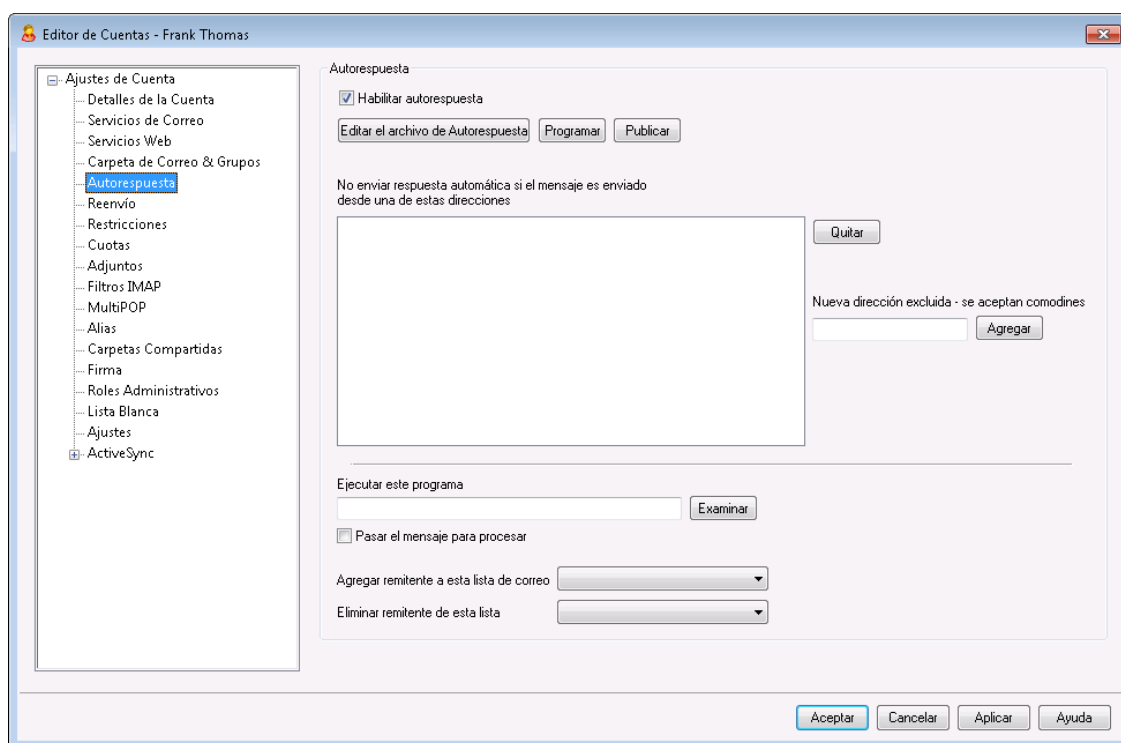 Editor de Cuentas - Frank Thomas
Ajustes de Cuenta
Detalles de la Cuenta
Servicios de Correo
Servicios Web
Carpeta de Correo & Grupos
Autorespuesta
Reenvío
Restricciones
Cuotas
Adjuntos
Filtros IMAP
MultiPOP
Alias
Carpetas Compartidas
Firma
Roles Administrativos
Lista Blanca
Ajustes
ActiveSync
Autorespuesta
Habilitar autorespuesta
Editar el archivo de Autorespuesta Programar Publicar
No enviar respuesta automática si el mensaje es enviado
desde una de estas direcciones
Quitar
Nueva dirección excluida - se aceptan comodines
Agregar
Ejecutar este programa
Examinar
Pasar el mensaje para procesar
Agregar remitente a esta lista de correo
Eliminar remitente de esta lista
Aceptar Cancelar Aplicar Ayuda